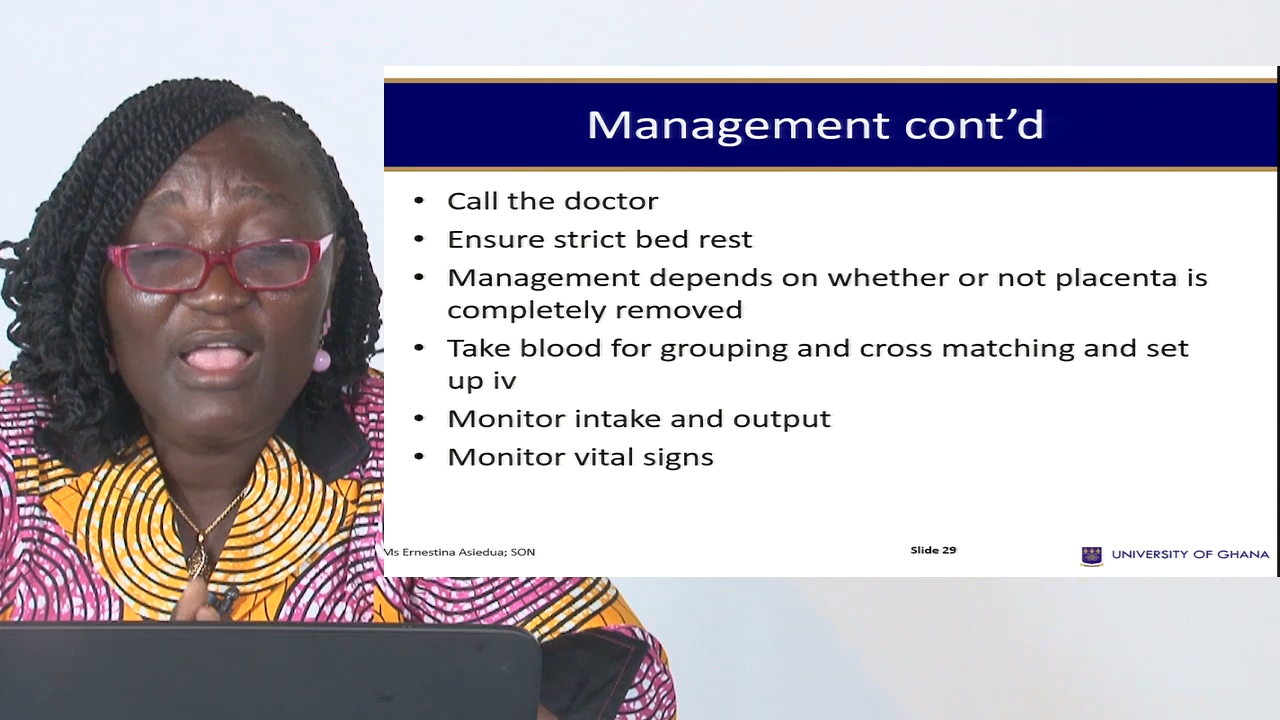 Management cont’d
• Call the doctor
• Ensure strict bed rest
• Management depends on whether or not placenta is
completely removed
• Take blood for grouping and cross matching and set
up iv
• Monitor intake and output
• Monitor vital signs
Ms Ernestina Asiedua; SON
Slide 29
UNIVERSITY OF GHANA